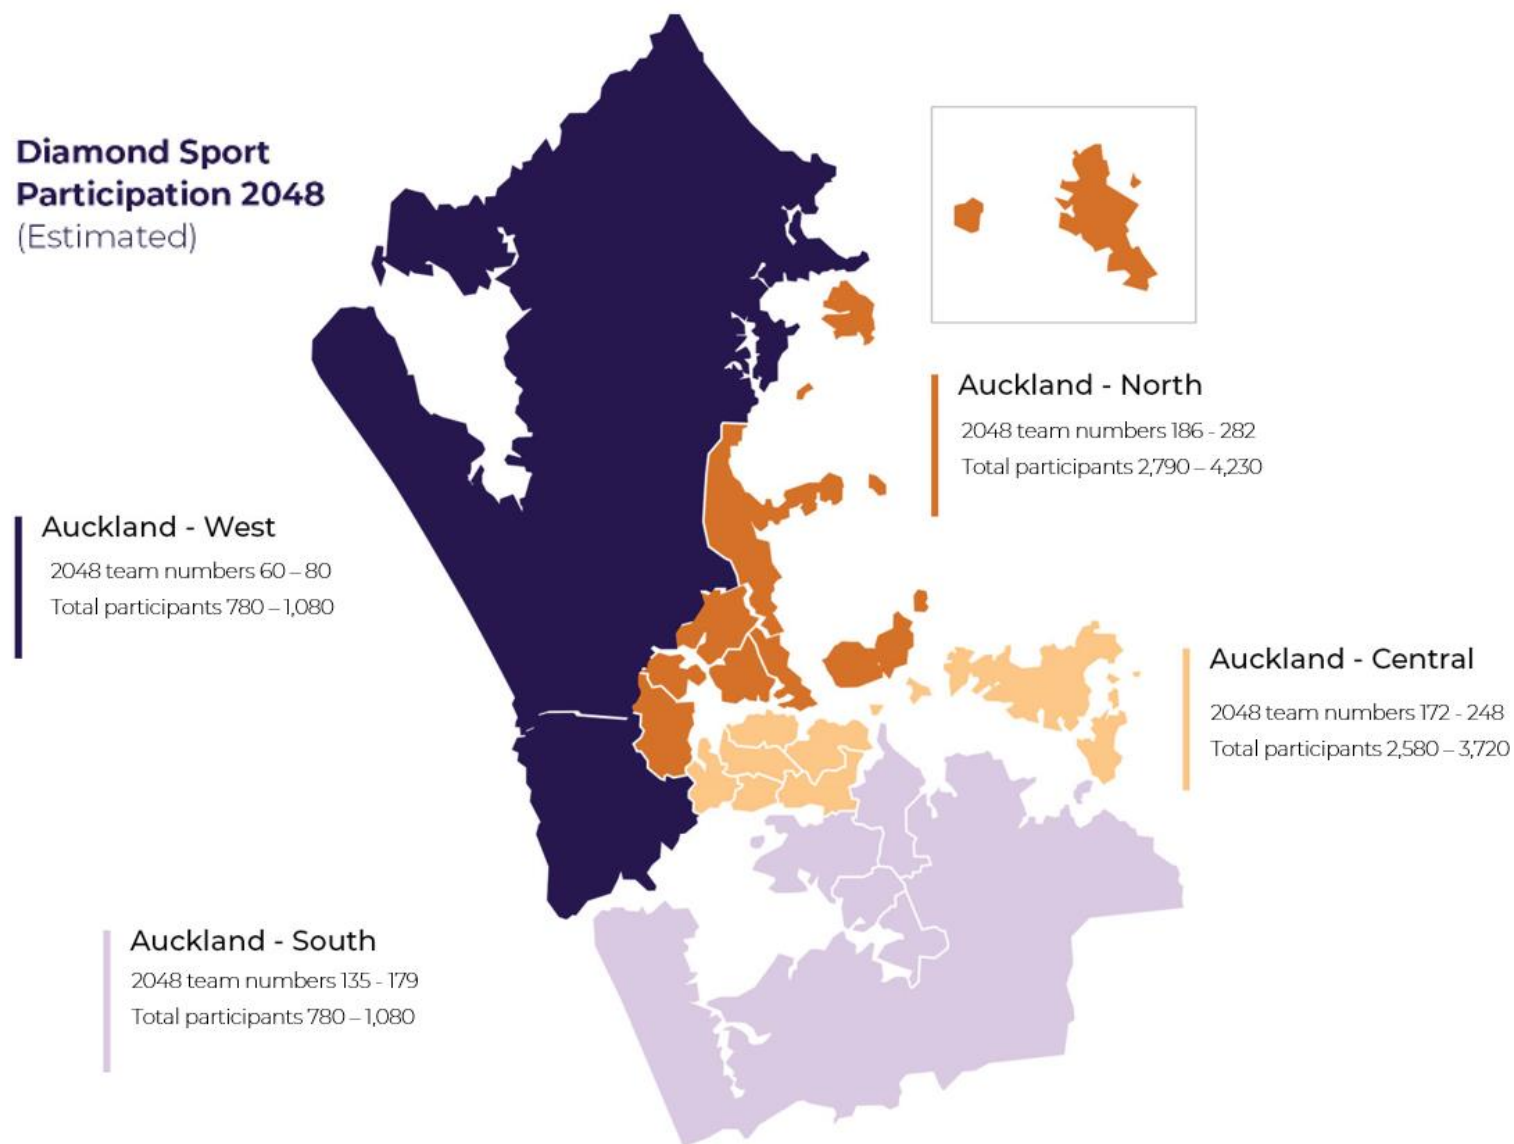 Diamond Sport
Participation 2048
(Estimated)
Auckland - North
2048 team numbers 186 - 282
Total participants 2,790 – 4,230
Auckland - West
2048 team numbers 60 – 80
Total participants 780 – 1,080
Auckland - Central
2048 team numbers 172 - 248
Total participants 2,580 – 3,720
Auckland - South
2048 team numbers 135 - 179
Total participants 780 – 1,080